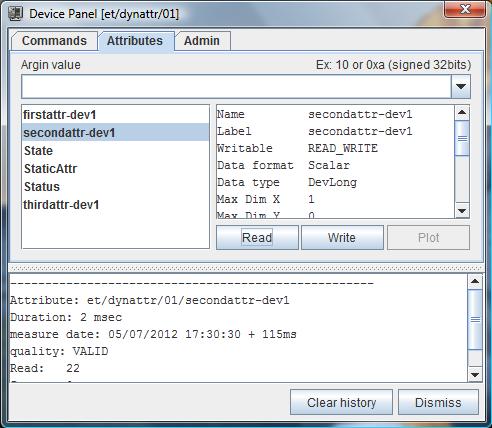 Device Panel [et/dynattr/01]
Commands Attributes Admin
Argin value Ex: 10 or 0xa (signed 32bits)
firstattr-dev1
secondattr-dev1
State
StaticAttr
Status
thirdattr-dev1
Name secondattr-dev1
Label secondattr-dev1
Writable READ_WRITE
Data format Scalar
Data type DevLong
Max Dim X 1
Max Dim Y 0
Read Write Plot
----------------------------------------------------
Attribute: et/dynattr/01/secondattr-dev1
Duration: 2 msec
measure date: 05/07/2012 17:30:30 + 115ms
quality: VALID
Read: 22
Clear history Dismiss